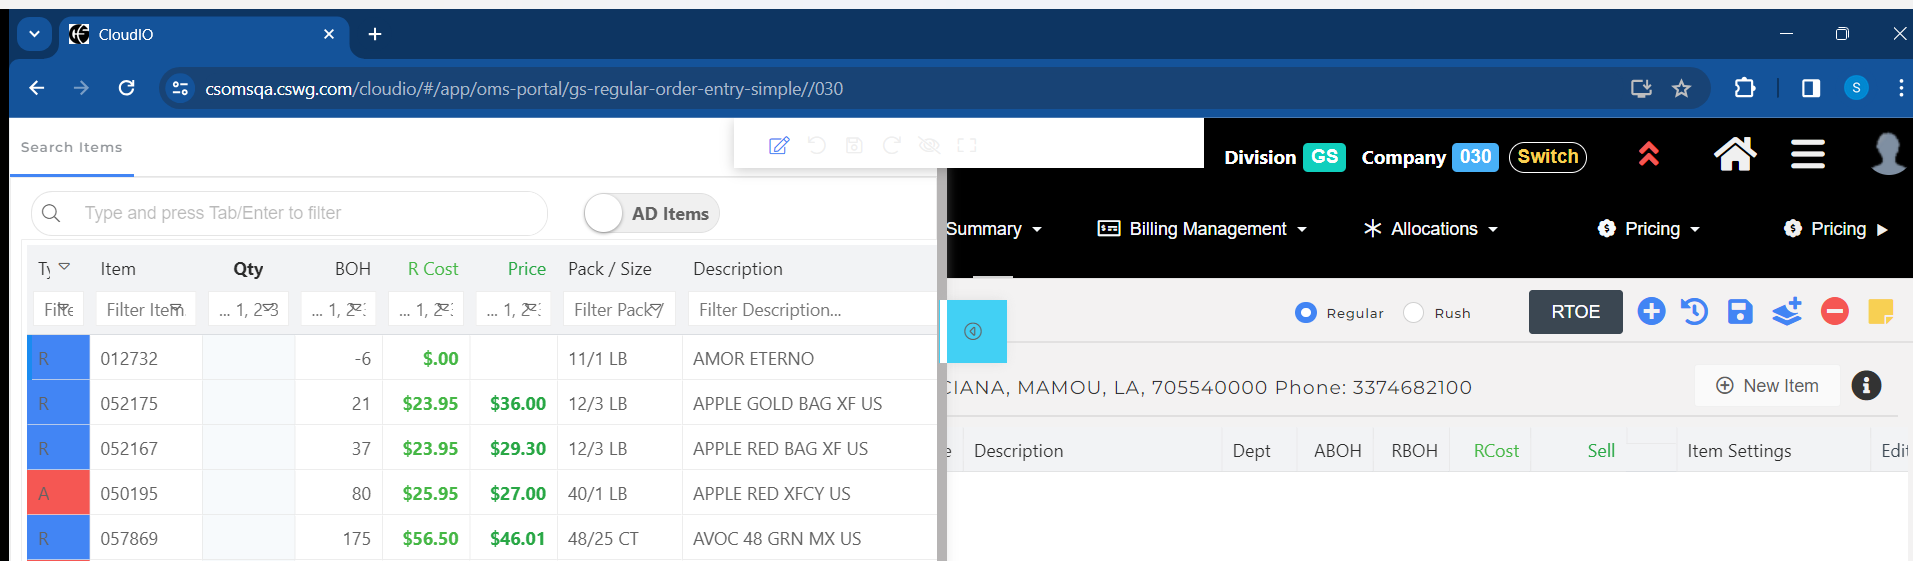 CloudIO
csomsqa.cswg.com/cloudio/#/app/oms-portal/gs-regular-order-entry-simple//030
S
Search Items
Division GS Company 030 Switch
Type and press Tab/Enter to filter
AD Items
Summary Billing Management Allocations Pricing Pricing
Ty Item Qty BOH R Cost Price Pack / Size Description
Filte Filter Item ... 1, 2-3 ... 1, 2-3 ... 1, 2-3 ... 1, 2-3 Filter Pack/ Filter Description...
Regular Rush RTOE
R 012732 -6 $.00 11/1 LB AMOR ETERNO
R 052175 21 $23.95 $36.00 12/3 LB APPLE GOLD BAG XF US
R 052167 37 $23.95 $29.30 12/3 LB APPLE RED BAG XF US
A 050195 80 $25.95 $27.00 40/1 LB APPLE RED XFCY US
R 057869 175 $56.50 $46.01 48/25 CT AVOC 48 GRN MX US
CIANA, MAMOU, LA, 705540000 Phone: 3374682100
New Item
e Description Dept ABOH RBOH RCost Sell Item Settings Edit